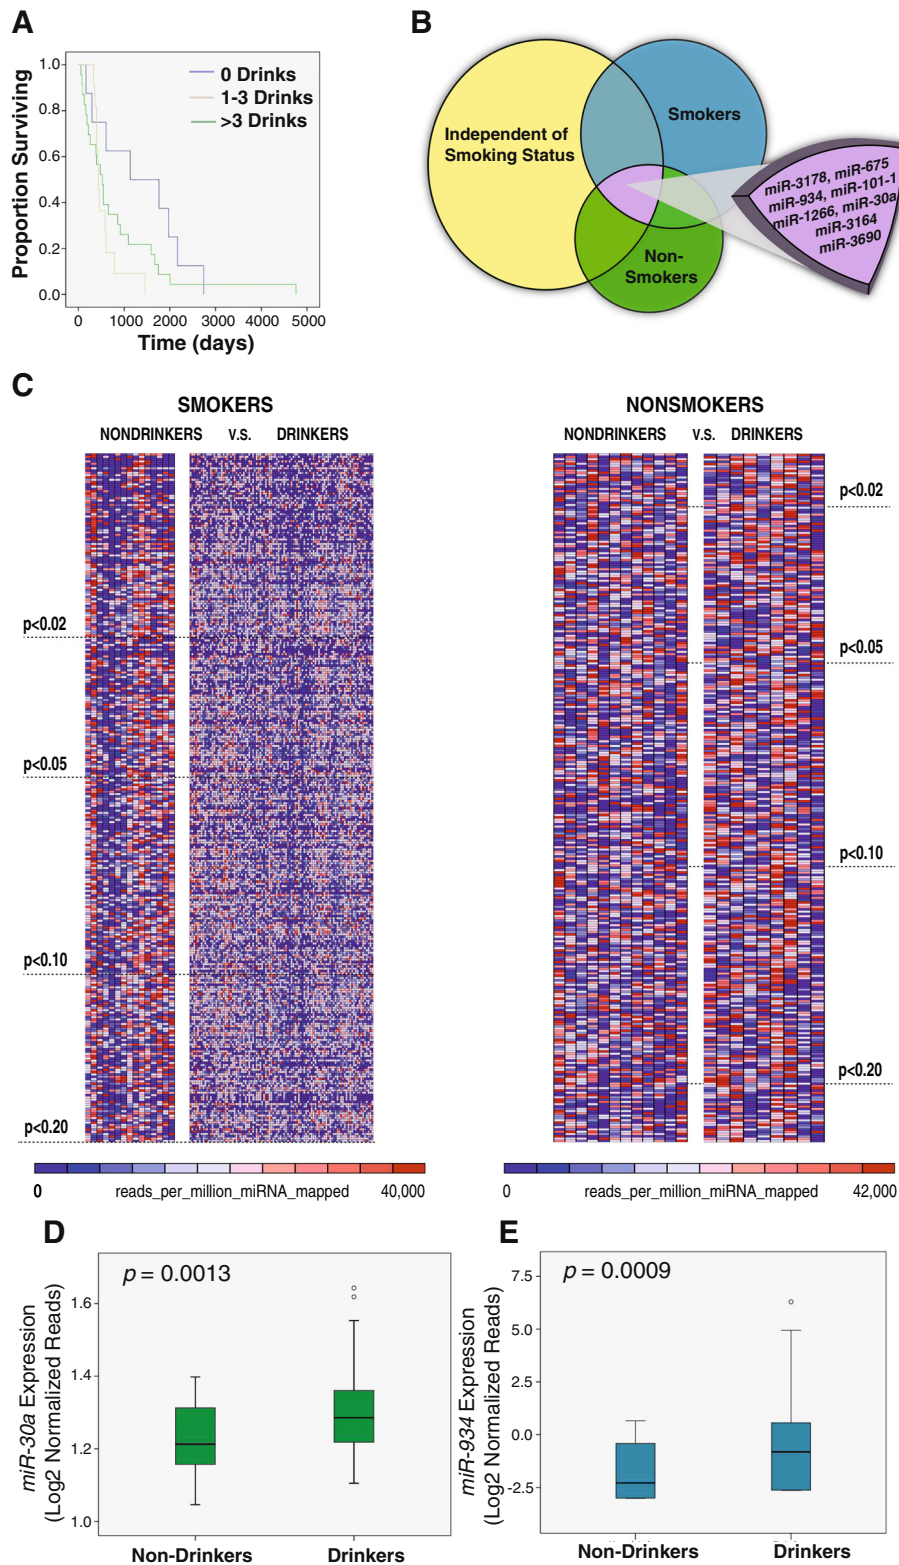 A
Proportion Surviving
1.0
0.8
0.6
0.4
0.2
0.0
0 Drinks
1-3 Drinks
>3 Drinks
0 1000 2000 3000 4000 5000
Time (days)
B
Independent of
Smoking Status
Smokers
Non-
Smokers
miR-3178, miR-675
miR-934, miR-101-1
miR-1266, miR-30a
miR-3164
miR-3690
C
SMOKERS
NONDRINKERS v.s. DRINKERS
p<0.02
p<0.05
p<0.10
p<0.20
0 reads_per_million_miRNA_mapped 40,000
NONSMOKERS
NONDRINKERS v.s. DRINKERS
p<0.02
p<0.05
p<0.10
p<0.20
0 reads_per_million_miRNA_mapped 42,000
D
p = 0.0013
miR-30a Expression
(Log2 Normalized Reads)
1.6
1.4
1.2
1.0
Non-Drinkers Drinkers
E
p = 0.0009
miR-934 Expression
(Log2 Normalized Reads)
7.5
5.0
2.5
0.0
-2.5
Non-Drinkers Drinkers